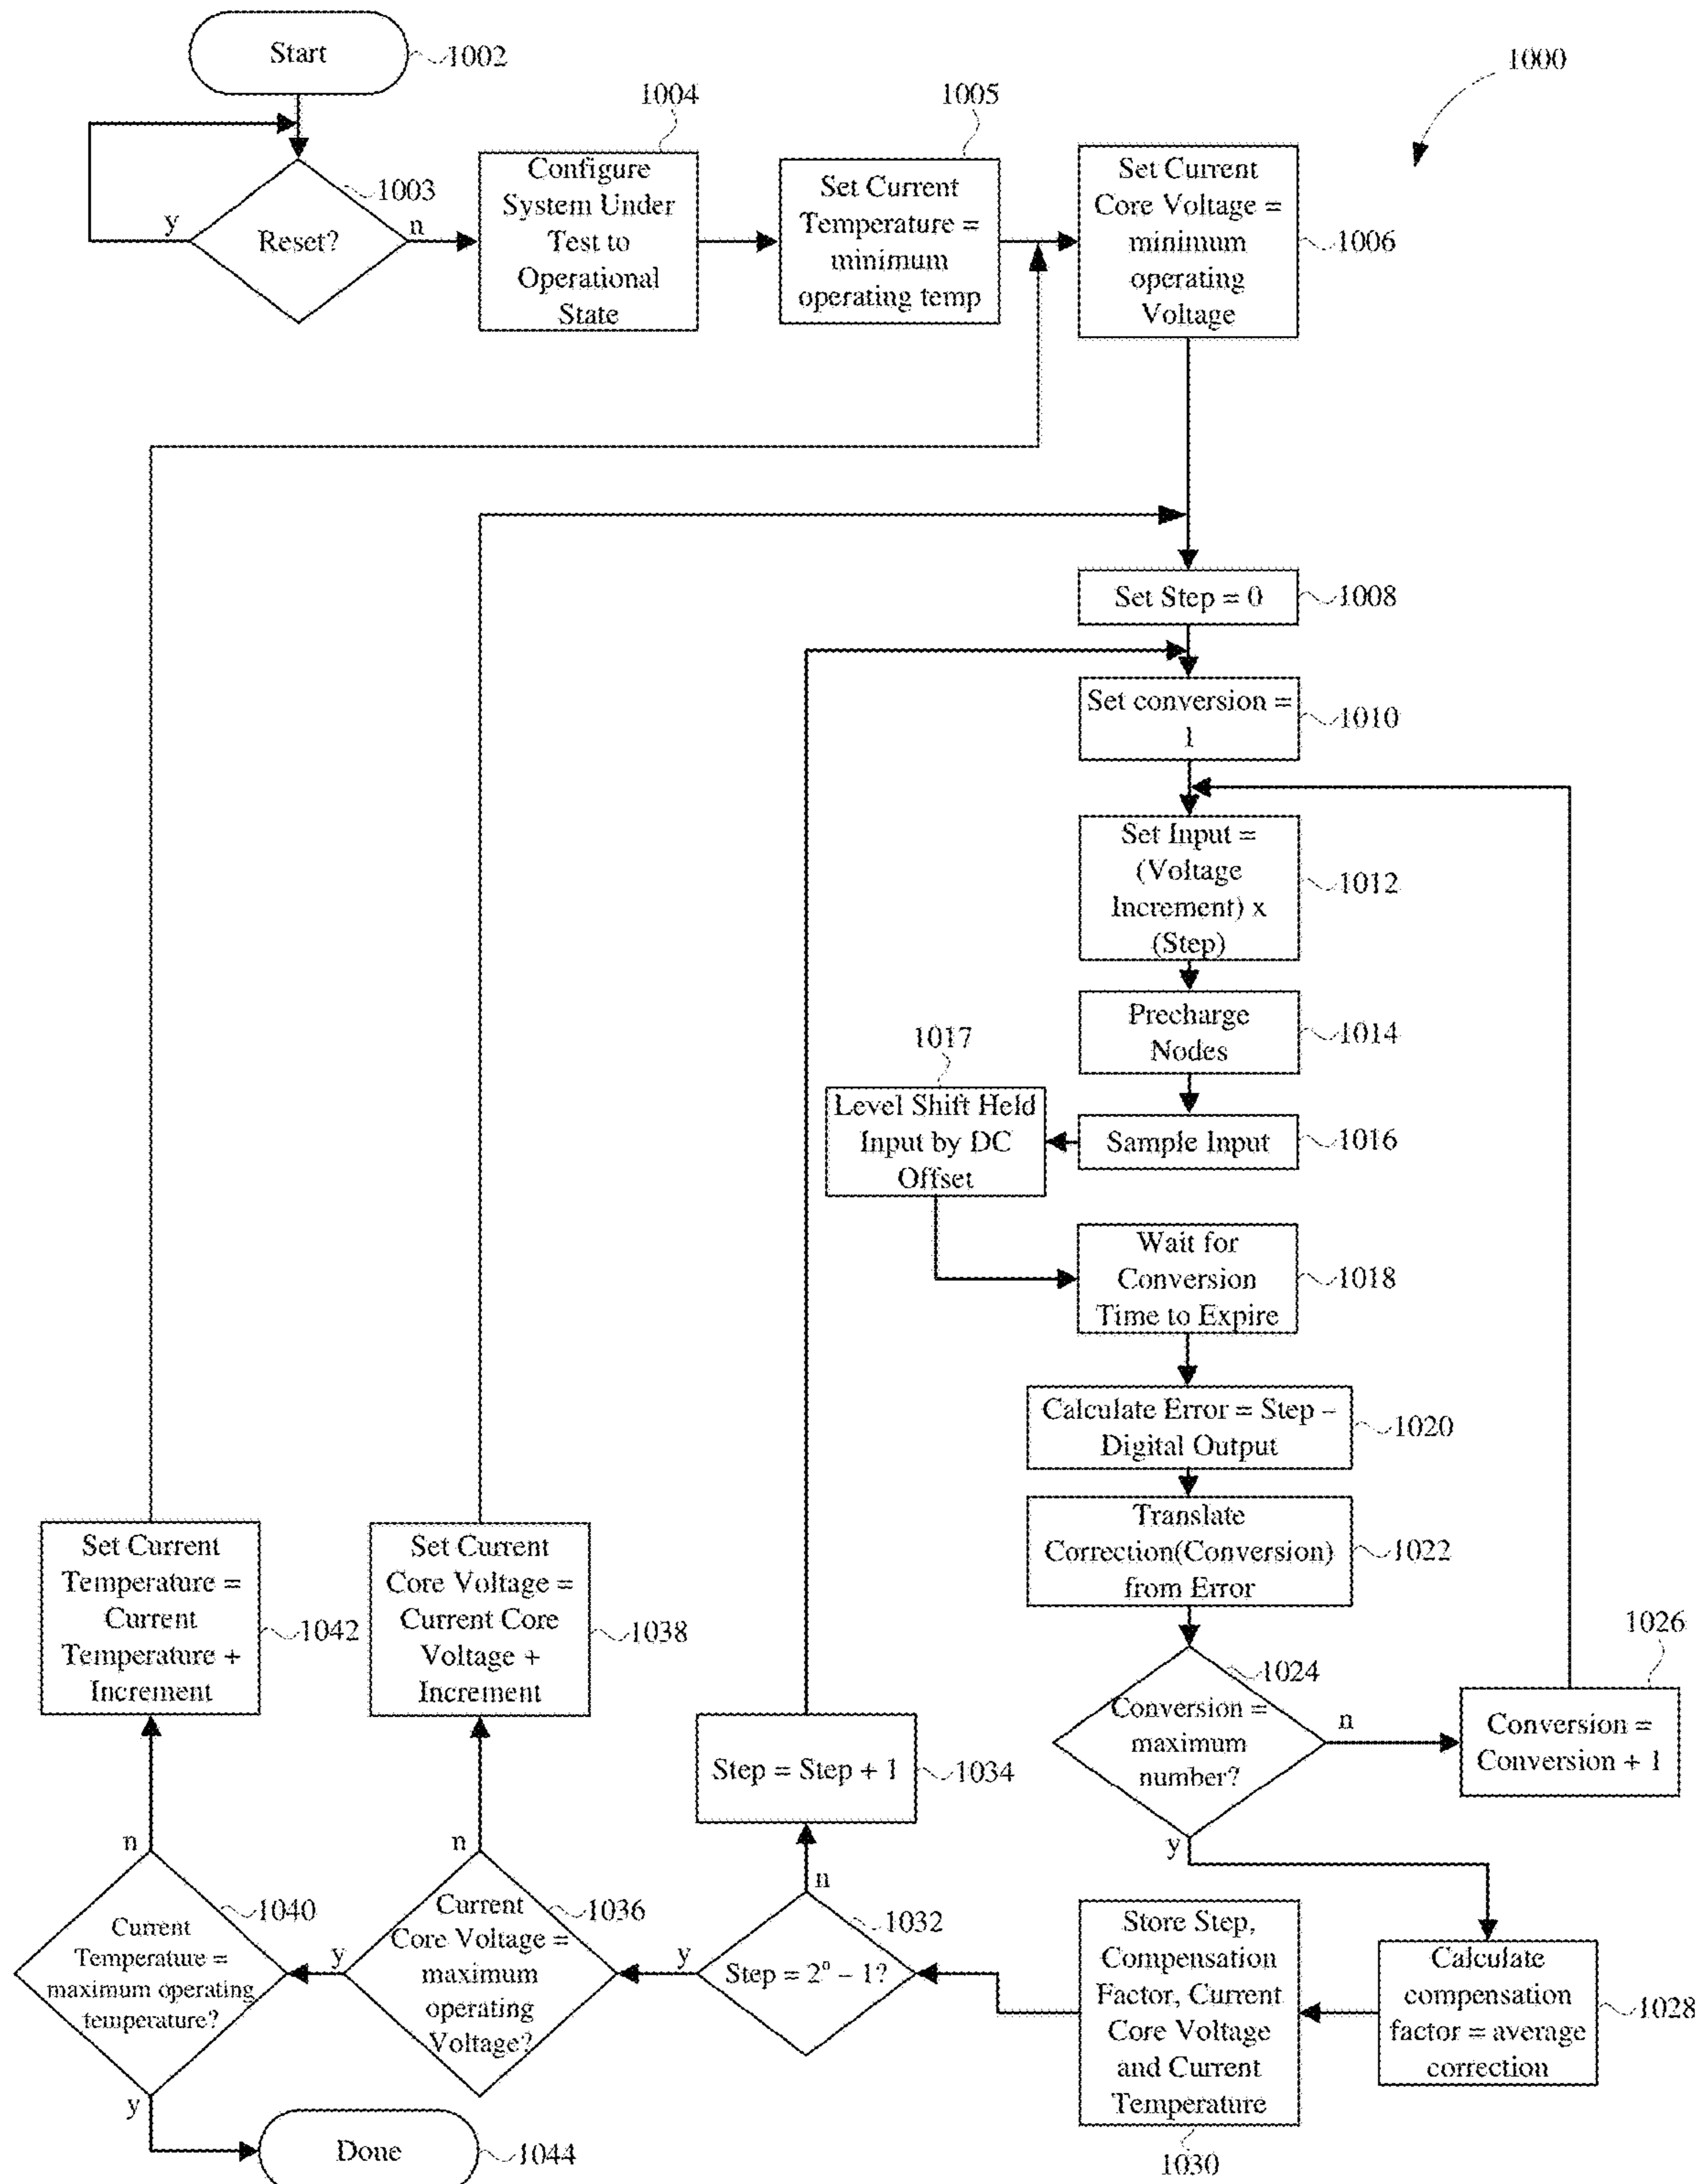 Start
1002
1000
1003
Reset?
y
n
1004
Configure
System Under
Test to
Operational
State
1005
Set Current
Temperature =
minimum
operating temp
Set Current
Core Voltage =
minimum
operating
Voltage
1006
Set Step = 0
1008
Set conversion =
1
1010
Set Input =
(Voltage
Increment) x
(Step)
1012
Precharge
Nodes
1014
Sample Input
1016
1017
Level Shift Held
Input by DC
Offset
Wait for
Conversion
Time to Expire
1018
Calculate Error = Step –
Digital Output
1020
Translate
Correction(Conversion)
from Error
1022
1024
Conversion =
maximum
number?
n
y
1026
Conversion =
Conversion + 1
Calculate
compensation
factor = average
correction
1028
Store Step,
Compensation
Factor, Current
Core Voltage
and Current
Temperature
1030
1032
Step = 2ⁿ – 1?
n
y
Step = Step + 1
1034
1036
Current
Core Voltage =
maximum
operating
Voltage?
n
y
Set Current
Core Voltage =
Current Core
Voltage +
Increment
1038
1040
Current
Temperature =
maximum operating
temperature?
n
y
Set Current
Temperature =
Current
Temperature +
Increment
1042
Done
1044